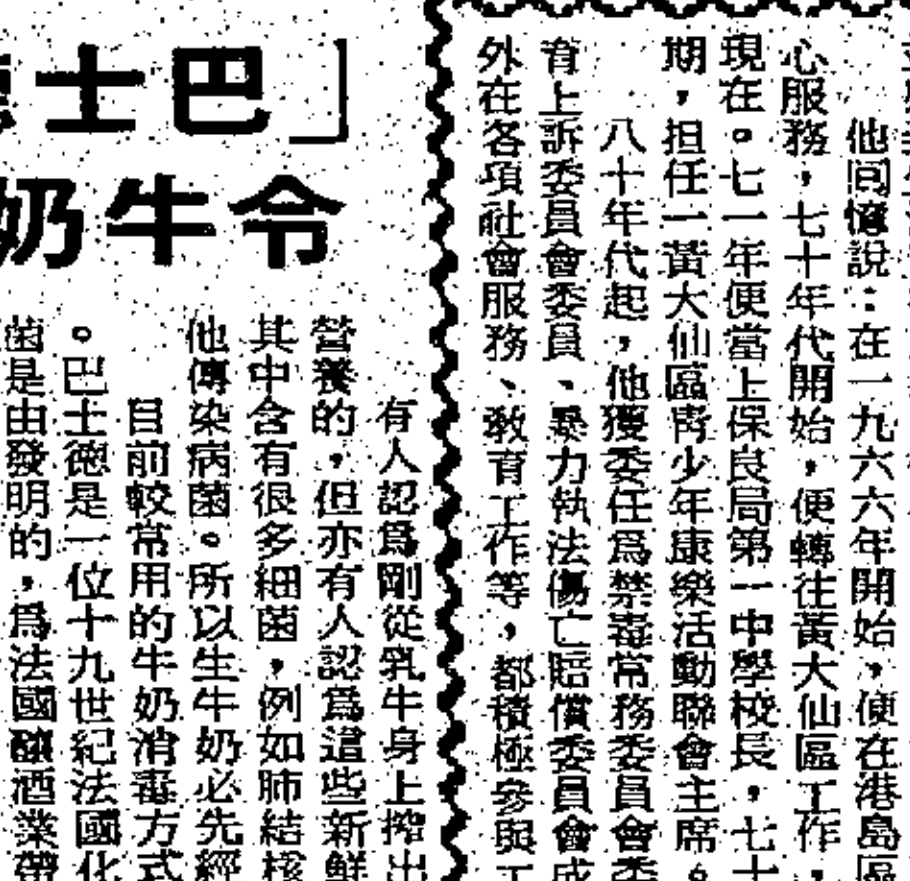 他回憶說：在一九六六年開始，便在港島區
心服務，七十年代開始，便轉往黃大仙區工作，
現在。七一年便當上保良局第一中學校長，七十
期，担任一黃大仙區靑少年康樂活動聯會主席。
八十年代起，他獲委任爲禁毒常務委員會委
育上訴委員會委員、暴力執法傷亡賠償委員會成
外在各項社會服務、敎育工作等，都積極參與工
「巴士德
令牛奶
有人認爲剛從乳牛身上搾出
營養的，但亦有人認爲這些新鮮
其中含有很多細菌，例如肺結核
他傳染病菌。所以生牛奶必先經
目前較常用的牛奶消毒方式
。巴士德是一位十九世紀法國化
菌是由發明的，爲法國釀酒業帶